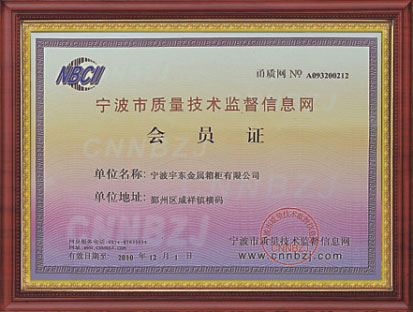 NBCII
甬质网 № A093200212
宁波市质量技术监督信息网
会员证
单位名称：宁波宇东金属箱柜有限公司
单位地址：鄞州区咸祥镇横码
有效日期至 2010 年 12 月 1 日
宁波市质量技术监督信息网
www.cnnbzj.com
CNNBZJ